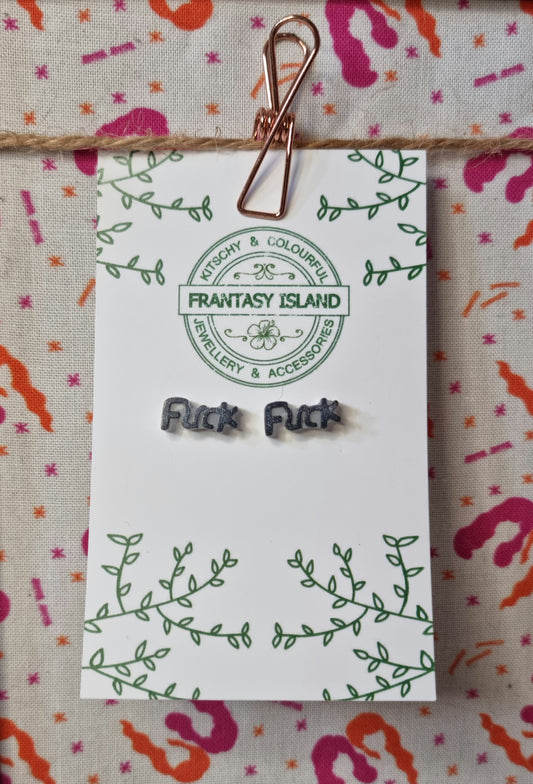 KITSCHY & COLOURFUL
FRANTASY ISLAND
JEWELLERY & ACCESSORIES
Fuck Fuck